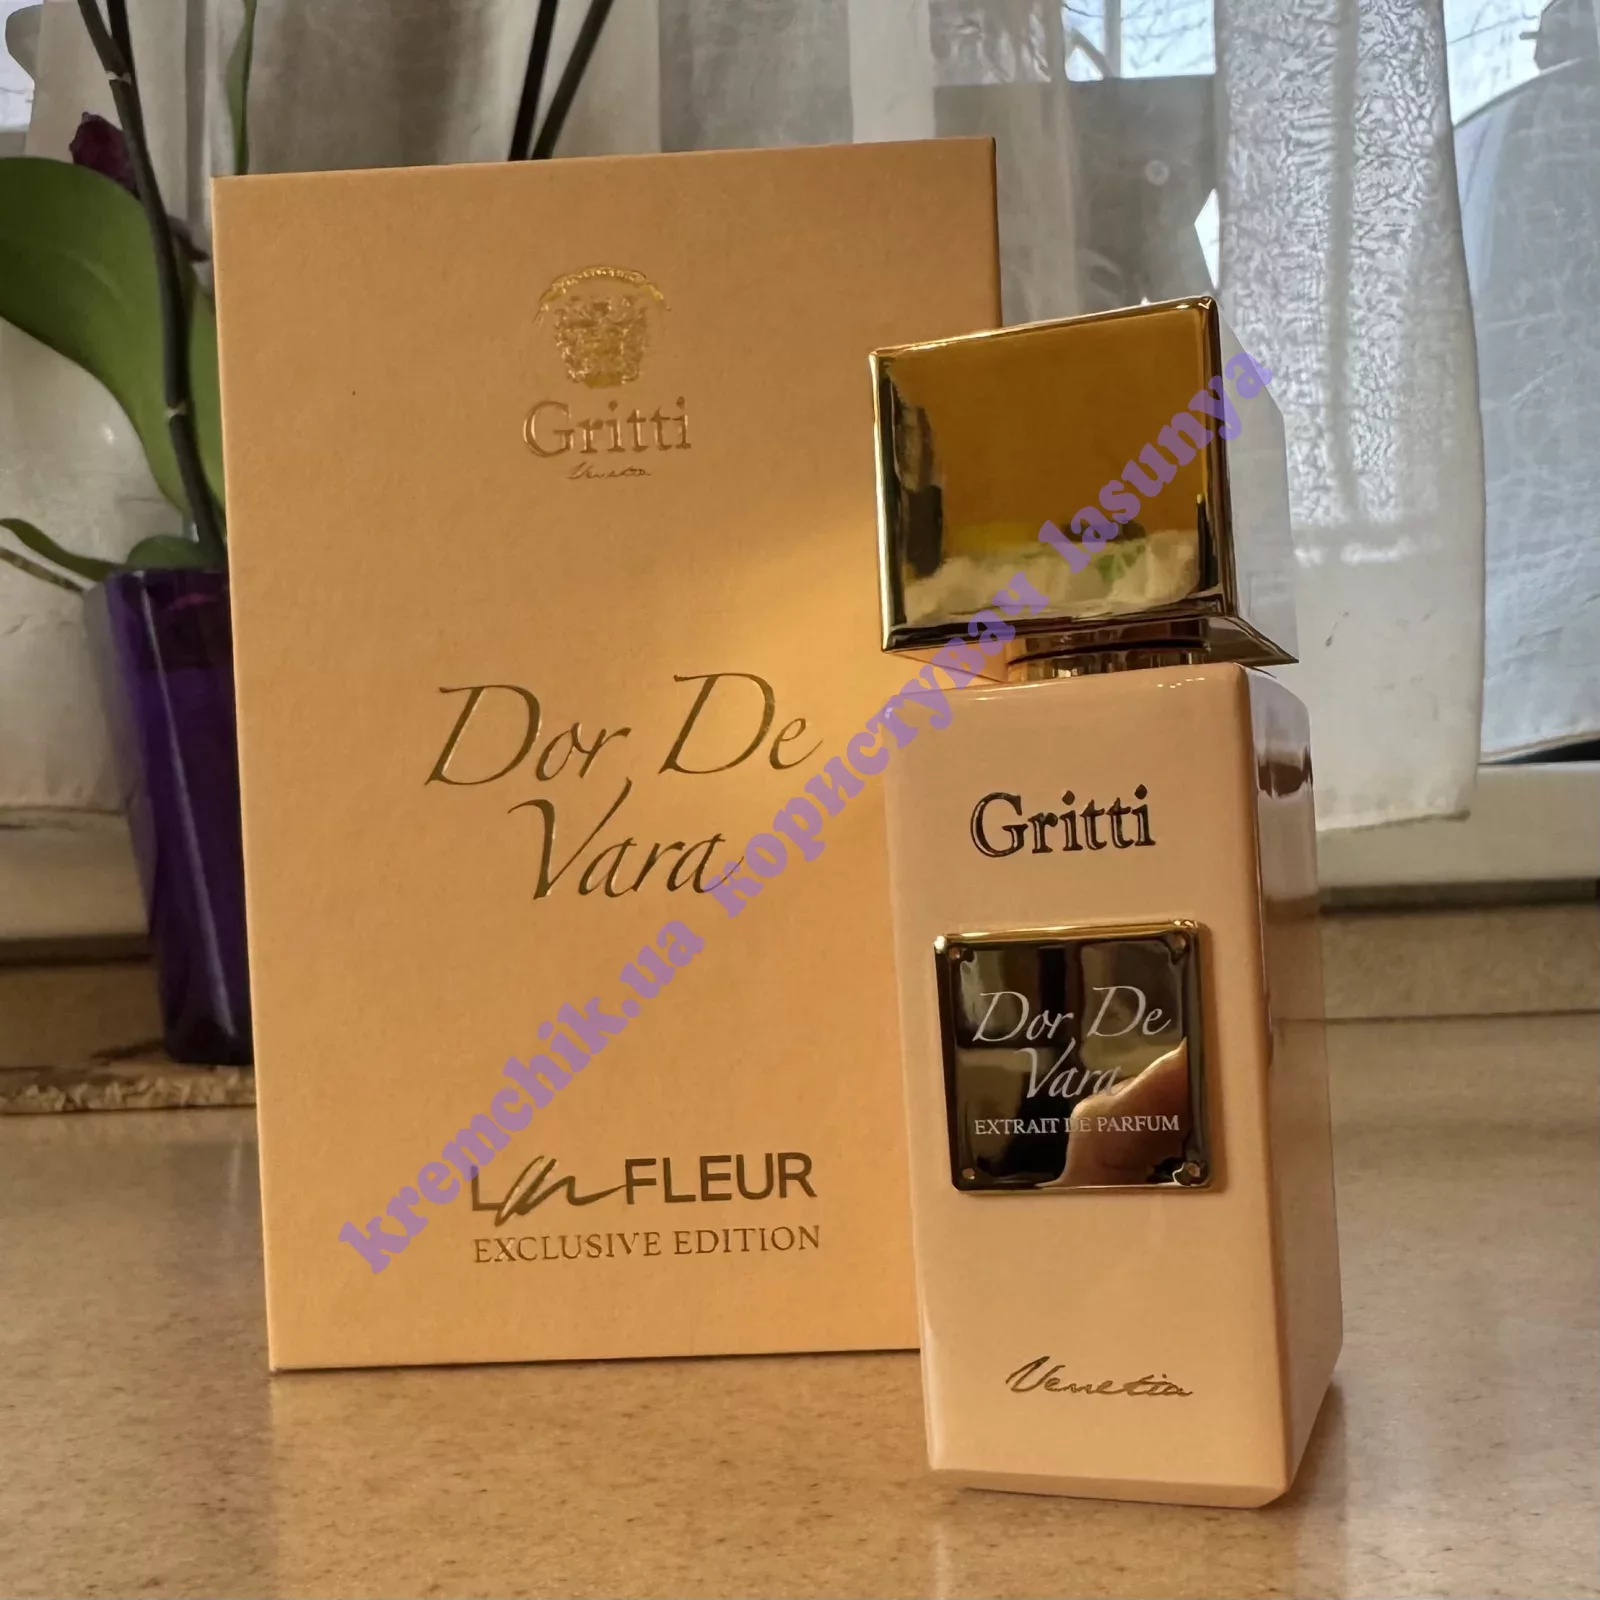 Gritti
Venetia
Dor De
Vara
L FLEUR
EXCLUSIVE EDITION
Gritti
Dor De
Vara
EXTRAIT DE PARFUM
Venetia
kremchik.ua користувач lasunya